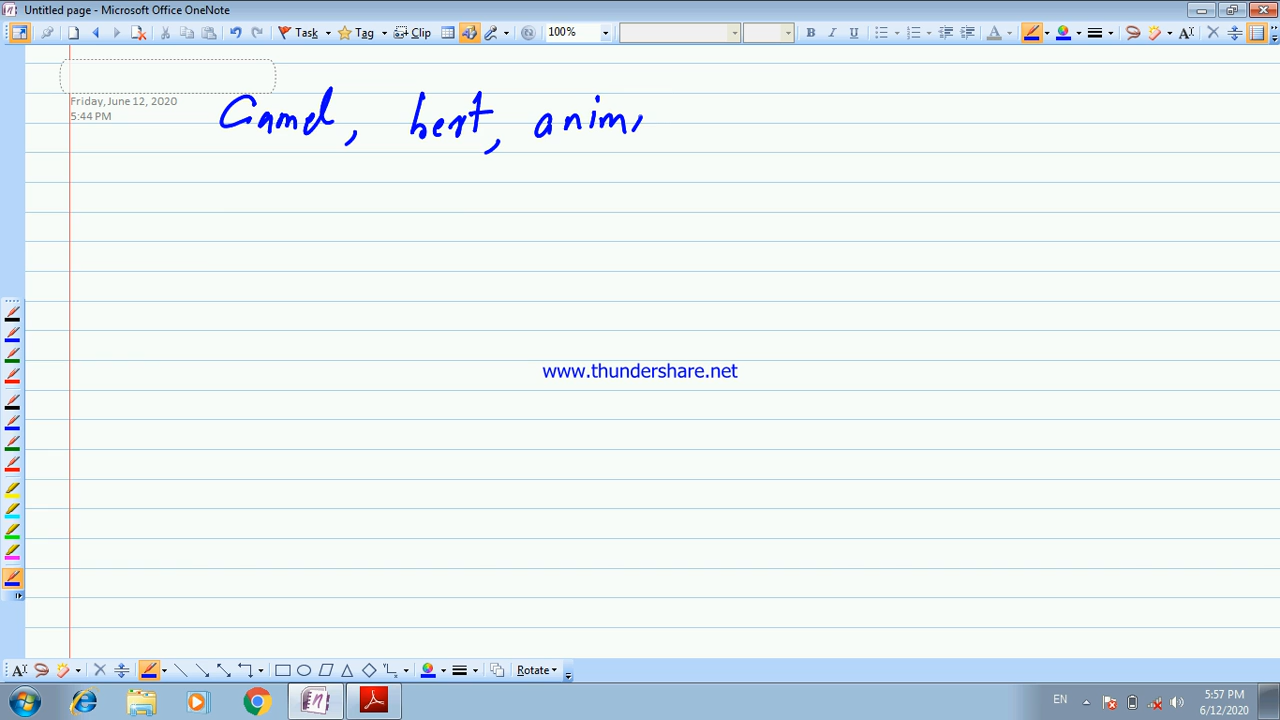 Untitled page - Microsoft Office OneNote
Task Tag Clip 100% B I U A A
Friday, June 12, 2020
5:44 PM
Camel, best, anim
www.thundershare.net
A Rotate
EN 5:57 PM
6/12/2020